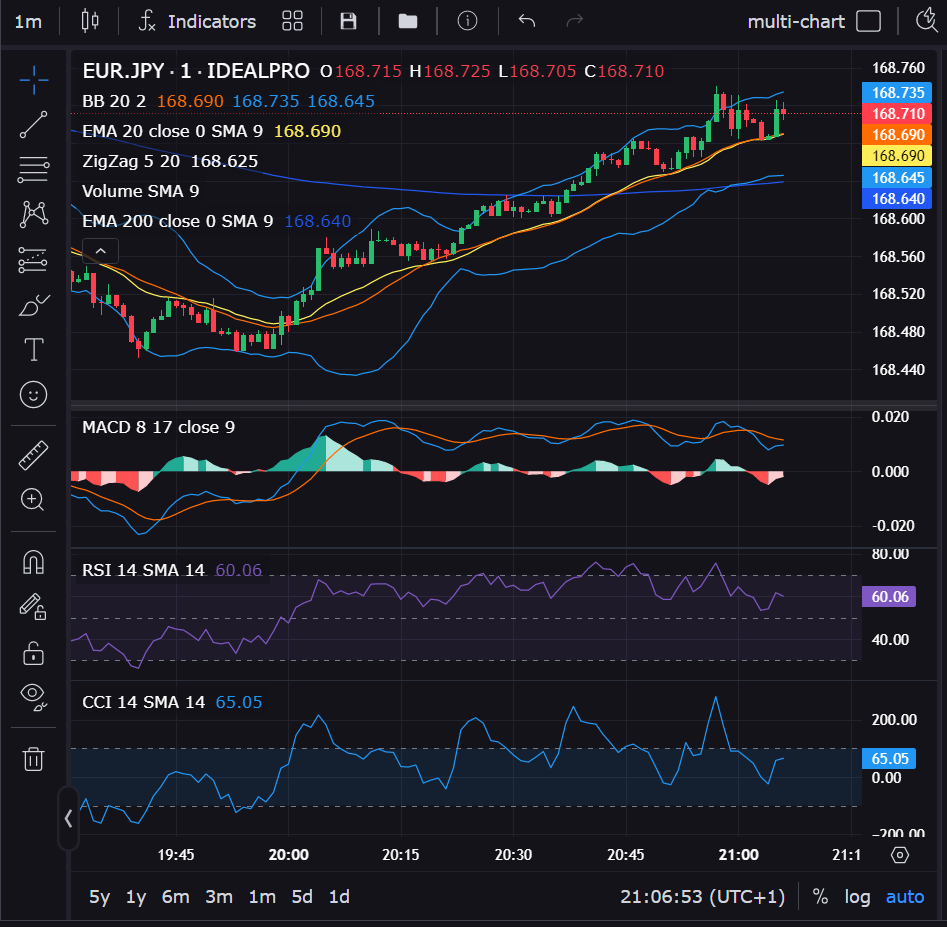 1m Indicators multi-chart
EUR.JPY · 1 · IDEALPRO O168.715 H168.725 L168.705 C168.710
BB 20 2 168.690 168.735 168.645
EMA 20 close 0 SMA 9 168.690
ZigZag 5 20 168.625
Volume SMA 9
EMA 200 close 0 SMA 9 168.640
168.760
168.735
168.710
168.690
168.690
168.645
168.640
168.600
168.560
168.520
168.480
168.440
MACD 8 17 close 9
0.020
0.000
-0.020
RSI 14 SMA 14 60.06
80.00
60.06
40.00
CCI 14 SMA 14 65.05
200.00
65.05
0.00
-200.00
19:45 20:00 20:15 20:30 20:45 21:00 21:1
5y 1y 6m 3m 1m 5d 1d 21:06:53 (UTC+1) % log auto